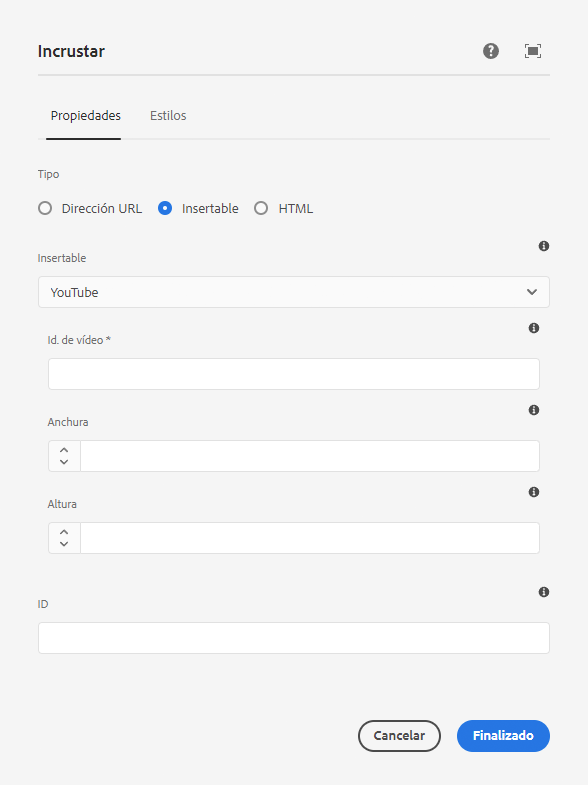 Incrustar
Propiedades Estilos
Tipo
Dirección URL Insertable HTML
Insertable
YouTube
Id. de vídeo *
Anchura
Altura
ID
Cancelar Finalizado